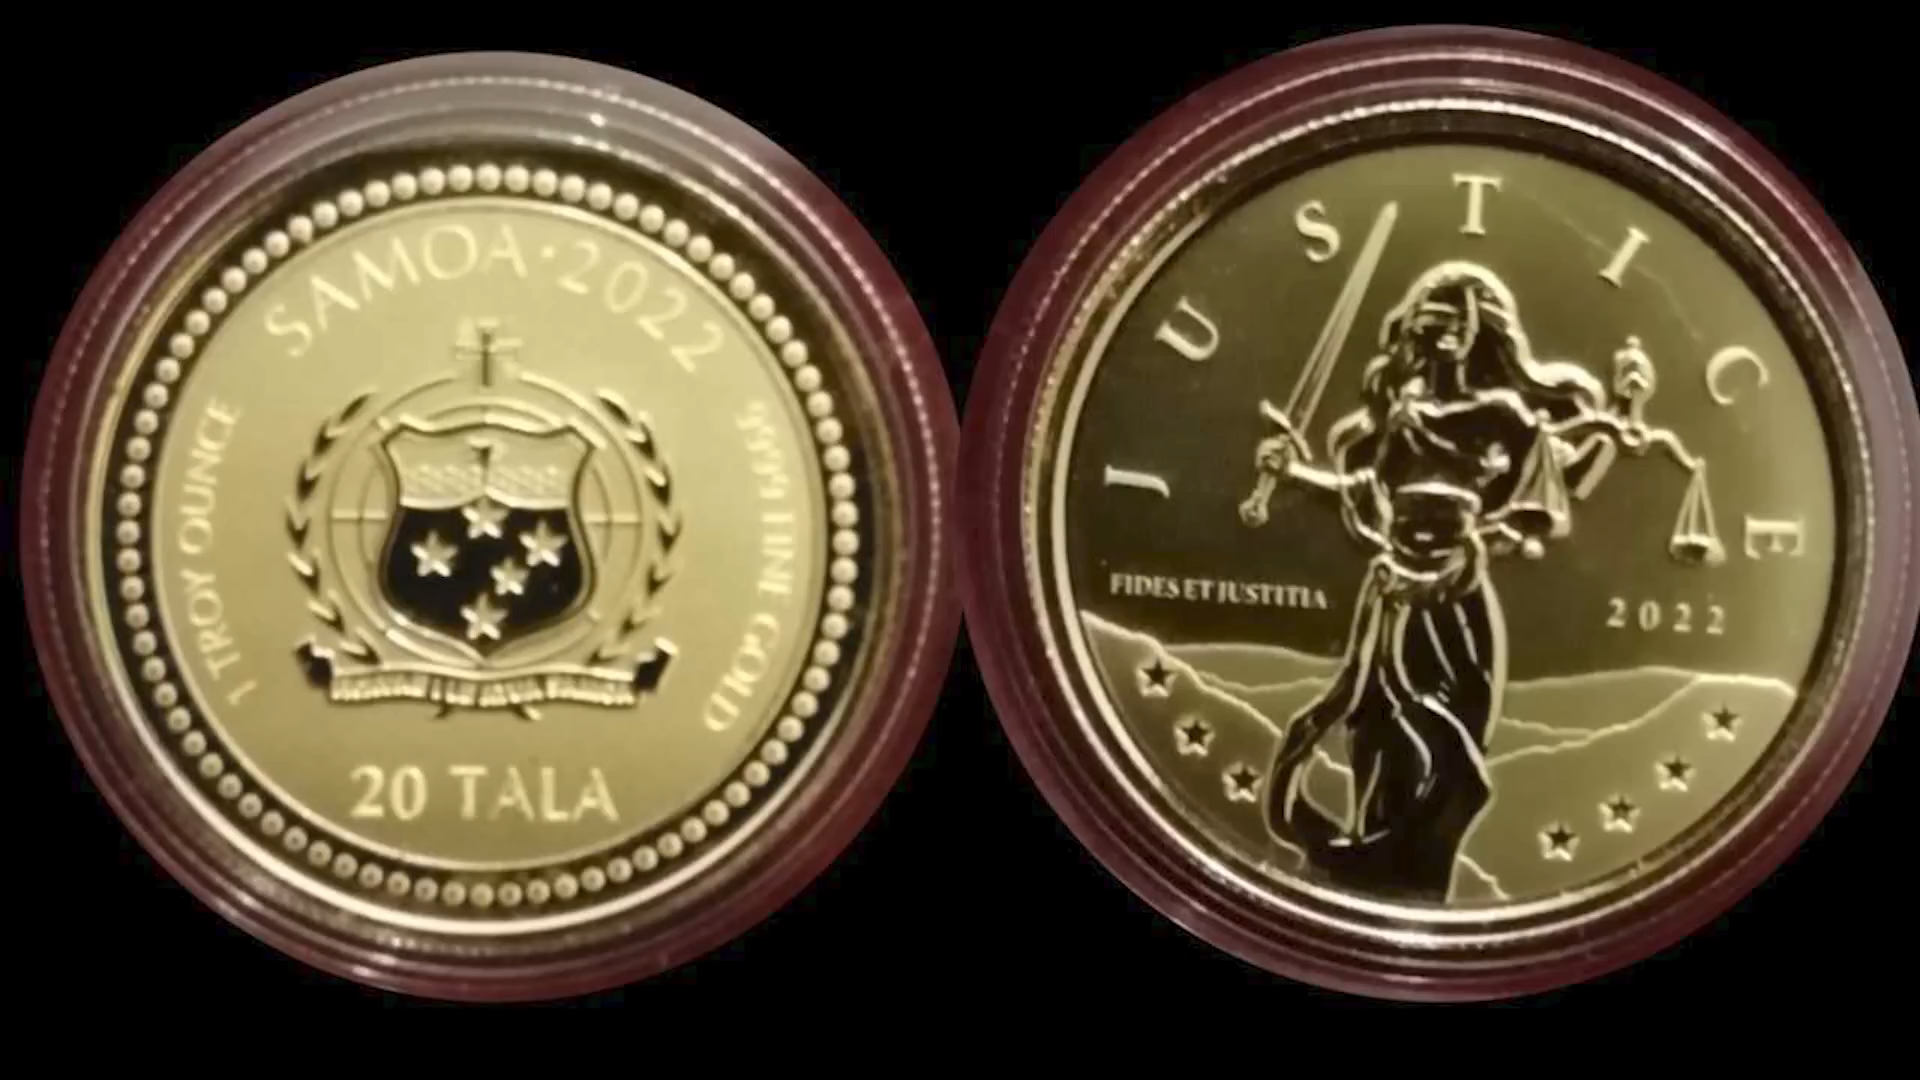 SAMOA·2022
1 TROY OUNCE
9999 FINE GOLD
20 TALA
JUSTICE
FIDES ET JUSTITIA
2022